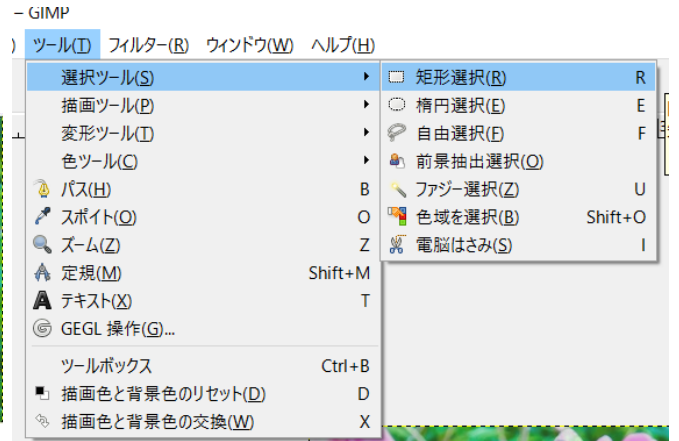 – GIMP
) ツール(T) フィルター(R) ウィンドウ(W) ヘルプ(H)
選択ツール(S)
描画ツール(P)
変形ツール(T)
色ツール(C)
パス(H) B
スポイト(O) O
ズーム(Z) Z
定規(M) Shift+M
テキスト(X) T
GEGL 操作(G)...
ツールボックス Ctrl+B
描画色と背景色のリセット(D) D
描画色と背景色の交換(W) X
矩形選択(R) R
楕円選択(E) E
自由選択(F) F
前景抽出選択(O)
ファジー選択(Z) U
色域を選択(B) Shift+O
電脳はさみ(S) I